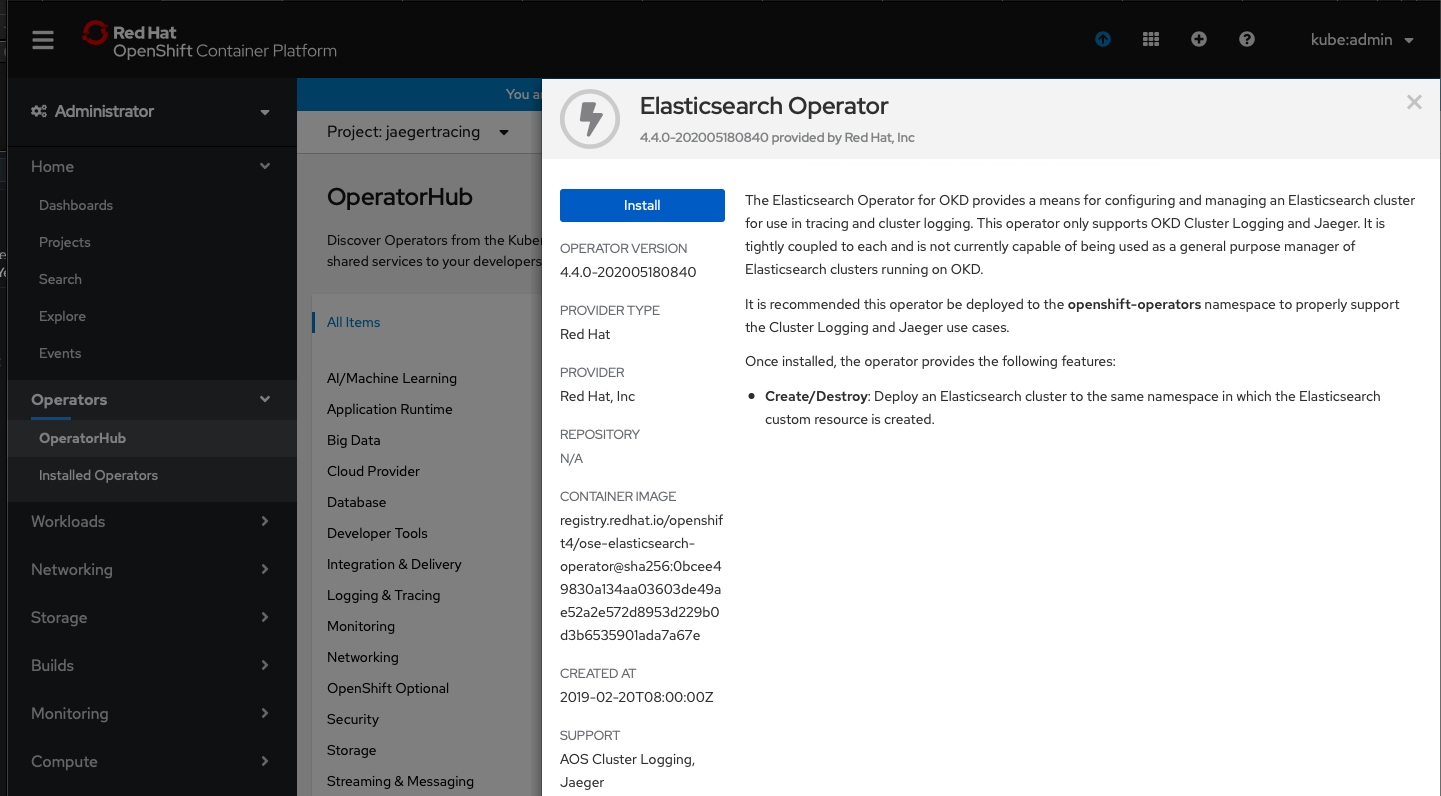 Red Hat
OpenShift Container Platform
kube:admin
Administrator
Home
Dashboards
Projects
Search
Explore
Events
Operators
OperatorHub
Installed Operators
Workloads
Networking
Storage
Builds
Monitoring
Compute
You
Project: jaegertracing
OperatorHub
Discover Operators from the
shared services to your developers
All Items
AI/Machine Learning
Application Runtime
Big Data
Cloud Provider
Database
Developer Tools
Integration & Delivery
Logging & Tracing
Monitoring
Networking
OpenShift Optional
Security
Storage
Streaming & Messaging
Elasticsearch Operator
4.4.0-202005180840 provided by Red Hat, Inc
Install
OPERATOR VERSION
4.4.0-202005180840
PROVIDER TYPE
Red Hat
PROVIDER
Red Hat, Inc
REPOSITORY
N/A
CONTAINER IMAGE
registry.redhat.io/openshif
t4/ose-elasticsearch-
operator@sha256:0bcee4
9830a134aa03603de49a
e52a2e572d8953d229b0
d3b6535901ada7a67e
CREATED AT
2019-02-20T08:00:00Z
SUPPORT
AOS Cluster Logging,
Jaeger
The Elasticsearch Operator for OKD provides a means for configuring and managing an Elasticsearch cluster
for use in tracing and cluster logging. This operator only supports OKD Cluster Logging and Jaeger. It is
tightly coupled to each and is not currently capable of being used as a general purpose manager of
Elasticsearch clusters running on OKD.
It is recommended this operator be deployed to the openshift-operators namespace to properly support
the Cluster Logging and Jaeger use cases.
Once installed, the operator provides the following features:
• Create/Destroy: Deploy an Elasticsearch cluster to the same namespace in which the Elasticsearch
custom resource is created.